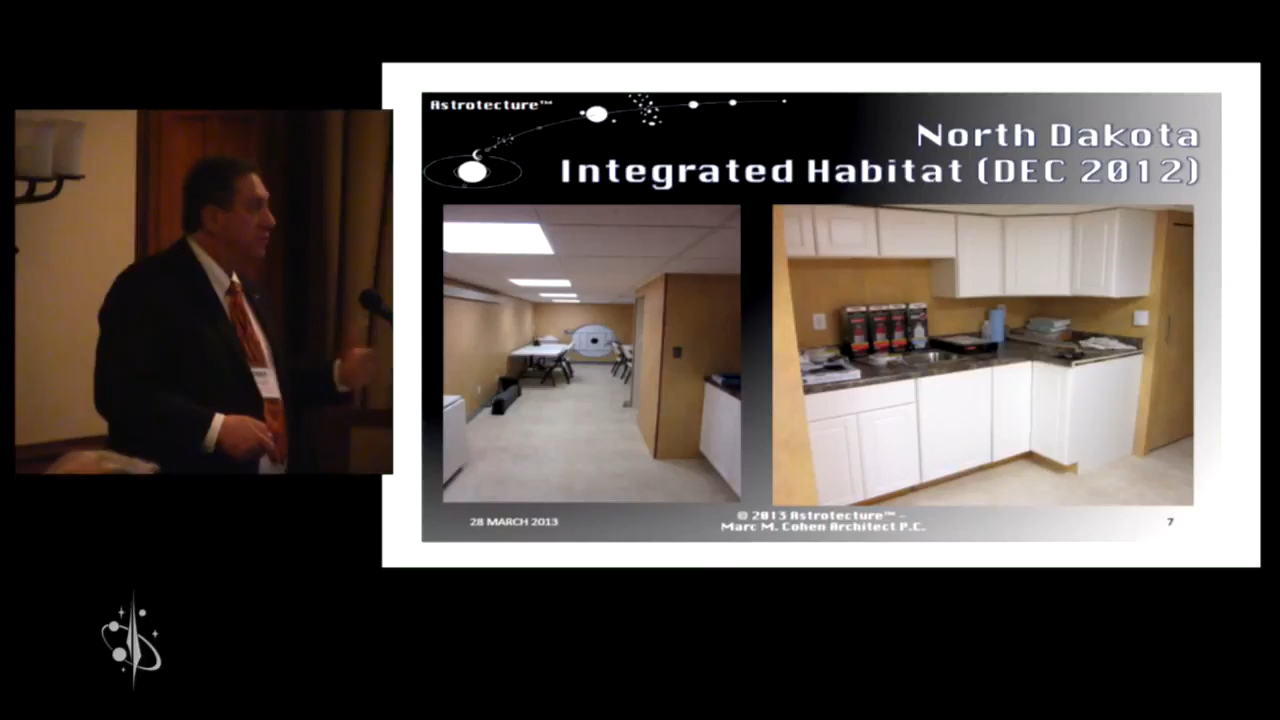 Astrotecture™
North Dakota
Integrated Habitat (DEC 2012)
28 MARCH 2013
© 2013 Astrotecture™ –
Marc M. Cohen Architect P.C.
7